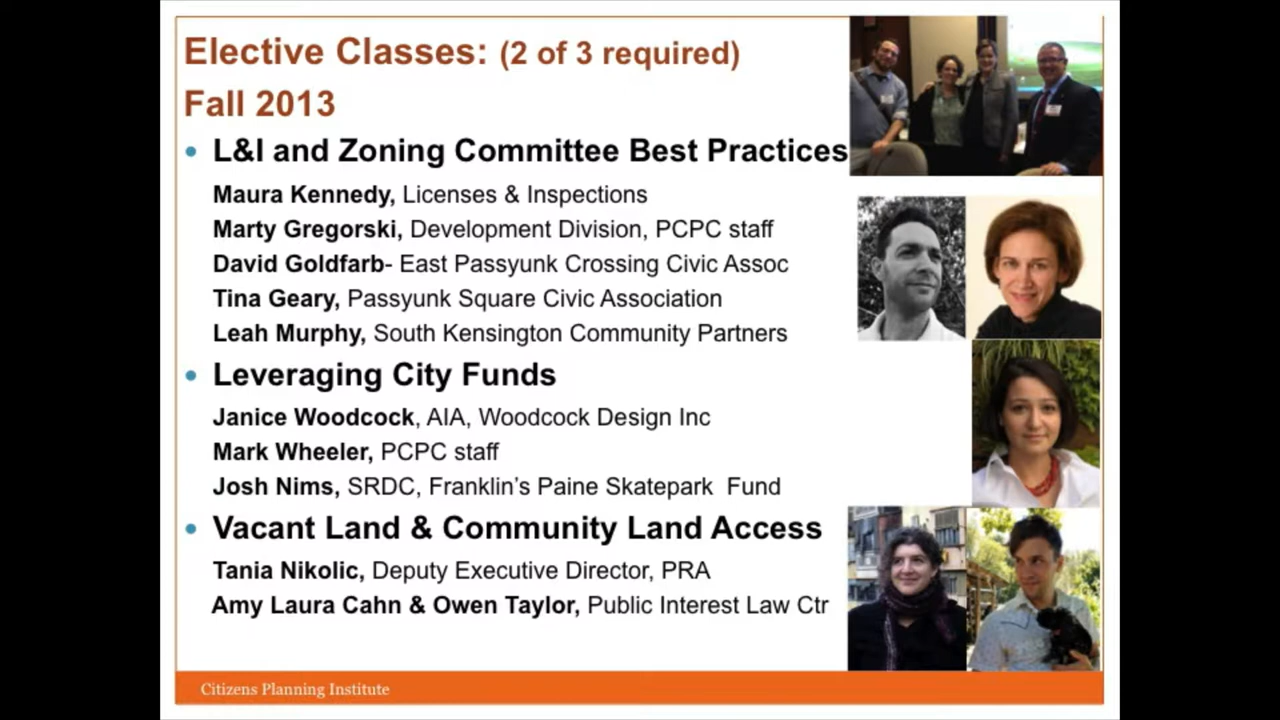 Elective Classes: (2 of 3 required)
Fall 2013
• L&I and Zoning Committee Best Practices
Maura Kennedy, Licenses & Inspections
Marty Gregorski, Development Division, PCPC staff
David Goldfarb- East Passyunk Crossing Civic Assoc
Tina Geary, Passyunk Square Civic Association
Leah Murphy, South Kensington Community Partners
• Leveraging City Funds
Janice Woodcock, AIA, Woodcock Design Inc
Mark Wheeler, PCPC staff
Josh Nims, SRDC, Franklin's Paine Skatepark Fund
• Vacant Land & Community Land Access
Tania Nikolic, Deputy Executive Director, PRA
Amy Laura Cahn & Owen Taylor, Public Interest Law Ctr
Citizens Planning Institute